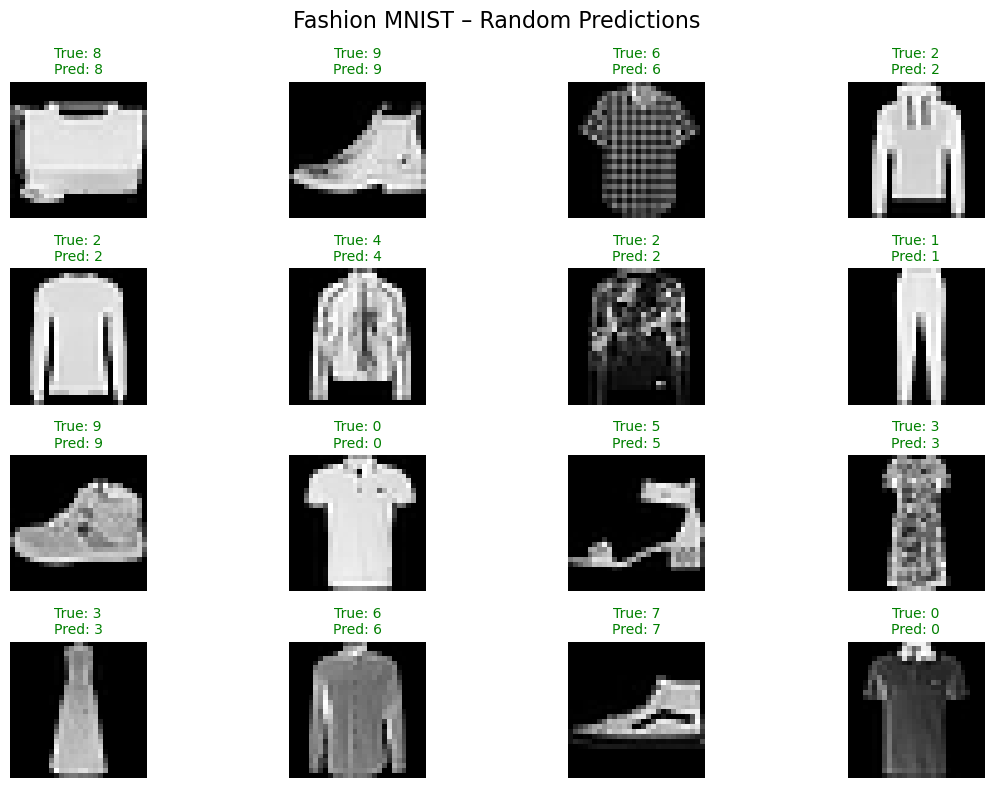 Fashion MNIST – Random Predictions
True: 8
Pred: 8
True: 9
Pred: 9
True: 6
Pred: 6
True: 2
Pred: 2
True: 2
Pred: 2
True: 4
Pred: 4
True: 2
Pred: 2
True: 1
Pred: 1
True: 9
Pred: 9
True: 0
Pred: 0
True: 5
Pred: 5
True: 3
Pred: 3
True: 3
Pred: 3
True: 6
Pred: 6
True: 7
Pred: 7
True: 0
Pred: 0